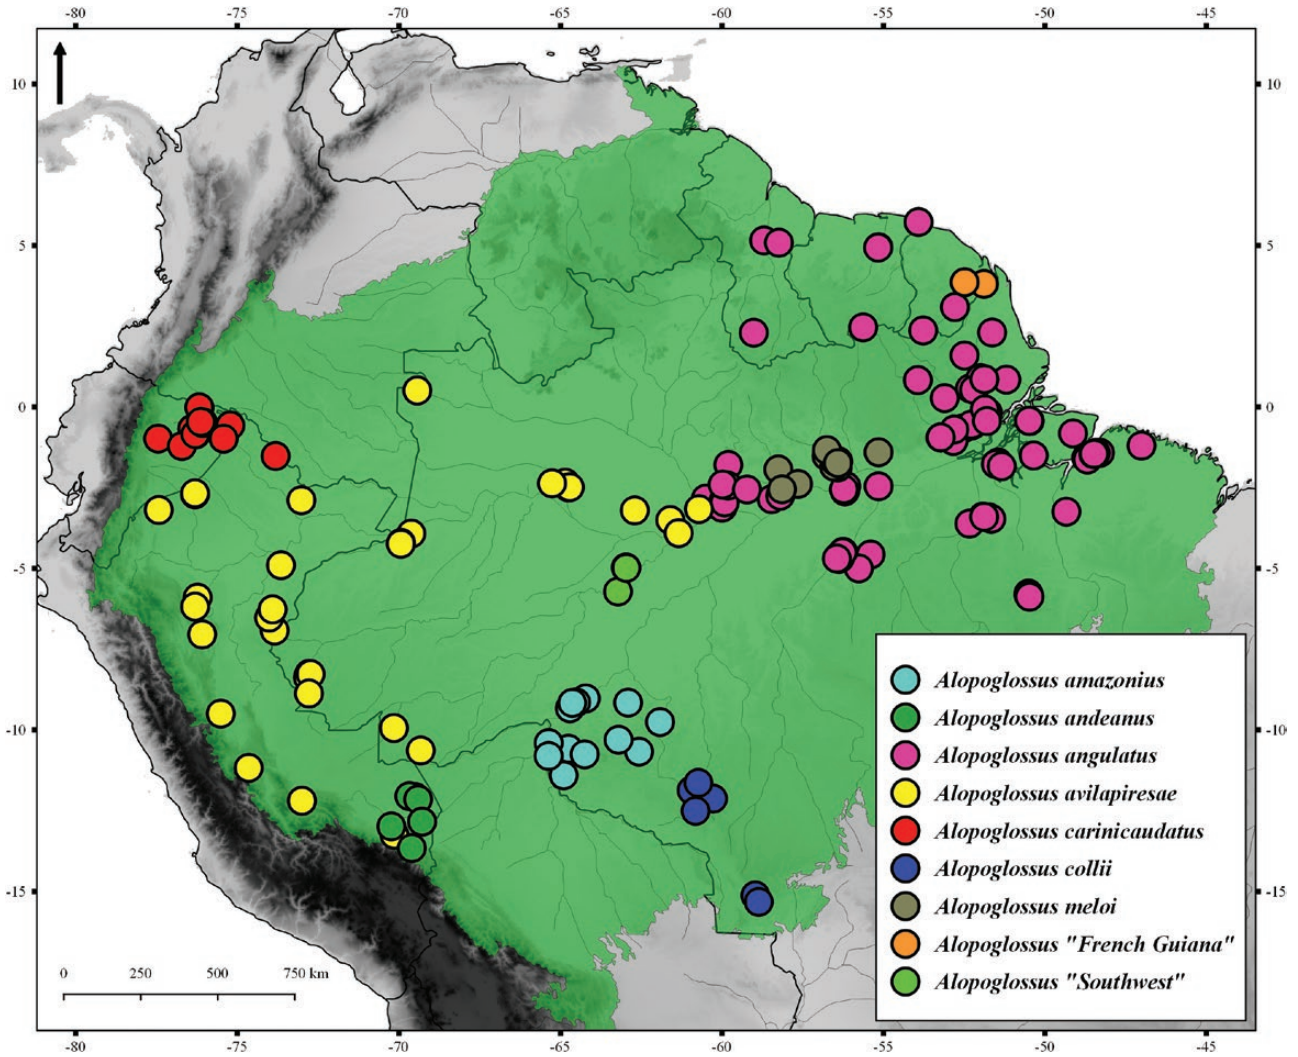 -80 -75 -70 -65 -60 -55 -50 -45
10 10
5 5
0 0
-5 -5
Alopoglossus amazonius
Alopoglossus andeanus
-10 -10
Alopoglossus angulatus
Alopoglossus avilapiresae
Alopoglossus carinicaudatus
Alopoglossus collii
-15 -15
Alopoglossus meloi
Alopoglossus "French Guiana"
0 250 500 750 km
Alopoglossus "Southwest"
-80 -75 -70 -65 -60 -55 -50 -45